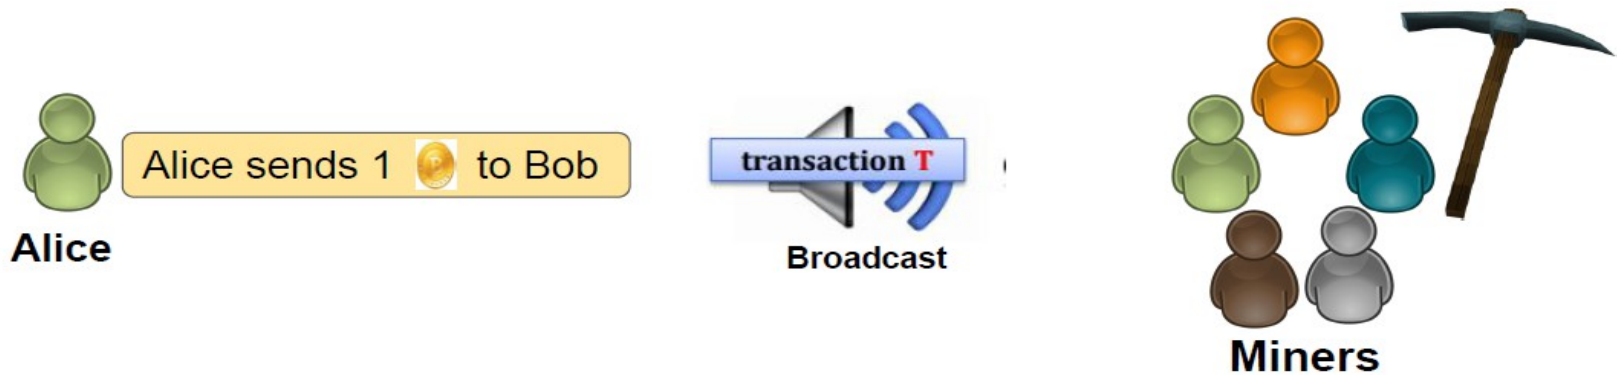 Alice sends 1 to Bob
Alice
transaction T
Broadcast
Miners